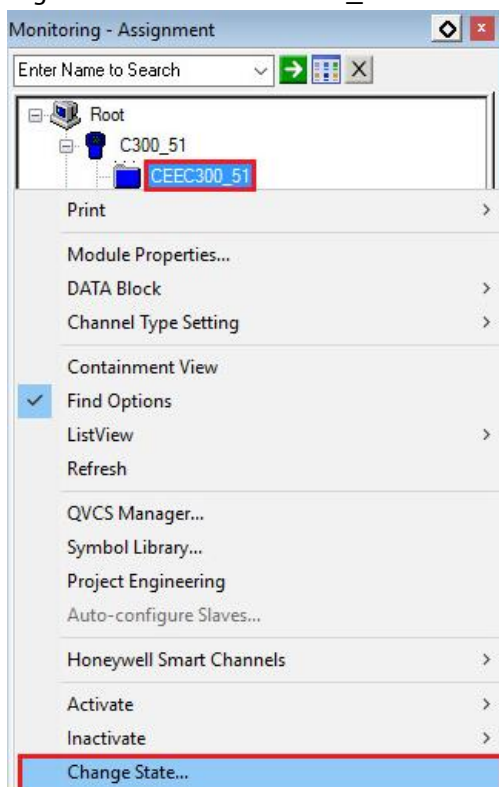 Monitoring - Assignment
Enter Name to Search
Root
C300_51
CEEC300_51
Print
Module Properties...
DATA Block
Channel Type Setting
Containment View
Find Options
ListView
Refresh
QVCS Manager...
Symbol Library...
Project Engineering
Auto-configure Slaves...
Honeywell Smart Channels
Activate
Inactivate
Change State...